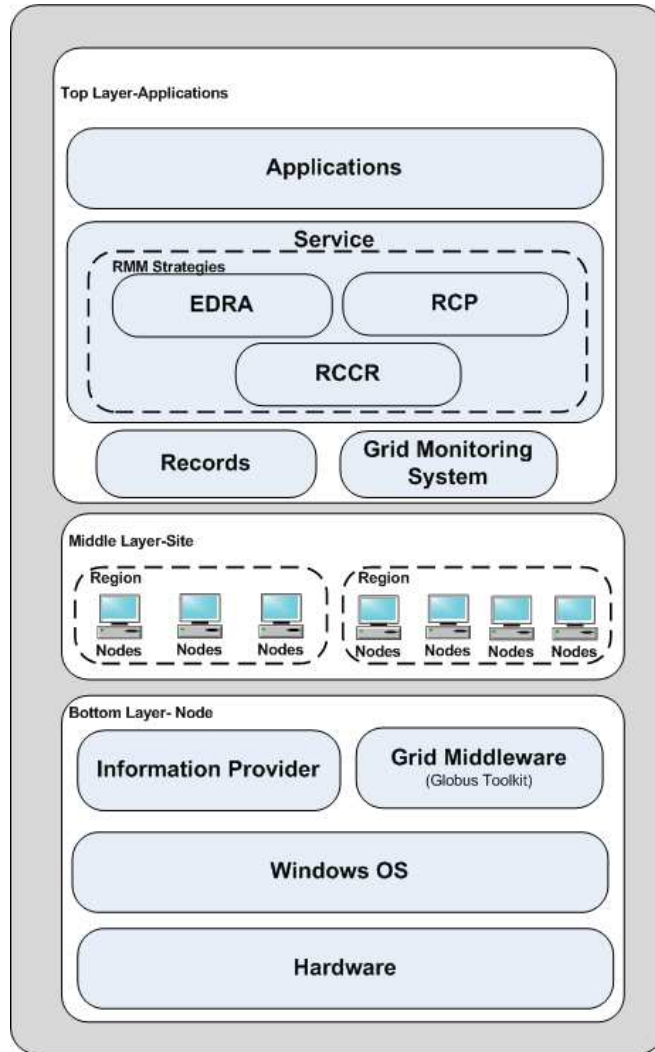 Top Layer-Applications
Applications
Service
RMM Strategies
EDRA
RCP
RCCR
Records
Grid Monitoring
System
Middle Layer-Site
Region
Nodes
Nodes
Nodes
Region
Nodes
Nodes
Nodes
Nodes
Bottom Layer- Node
Information Provider
Grid Middleware
(Globus Toolkit)
Windows OS
Hardware